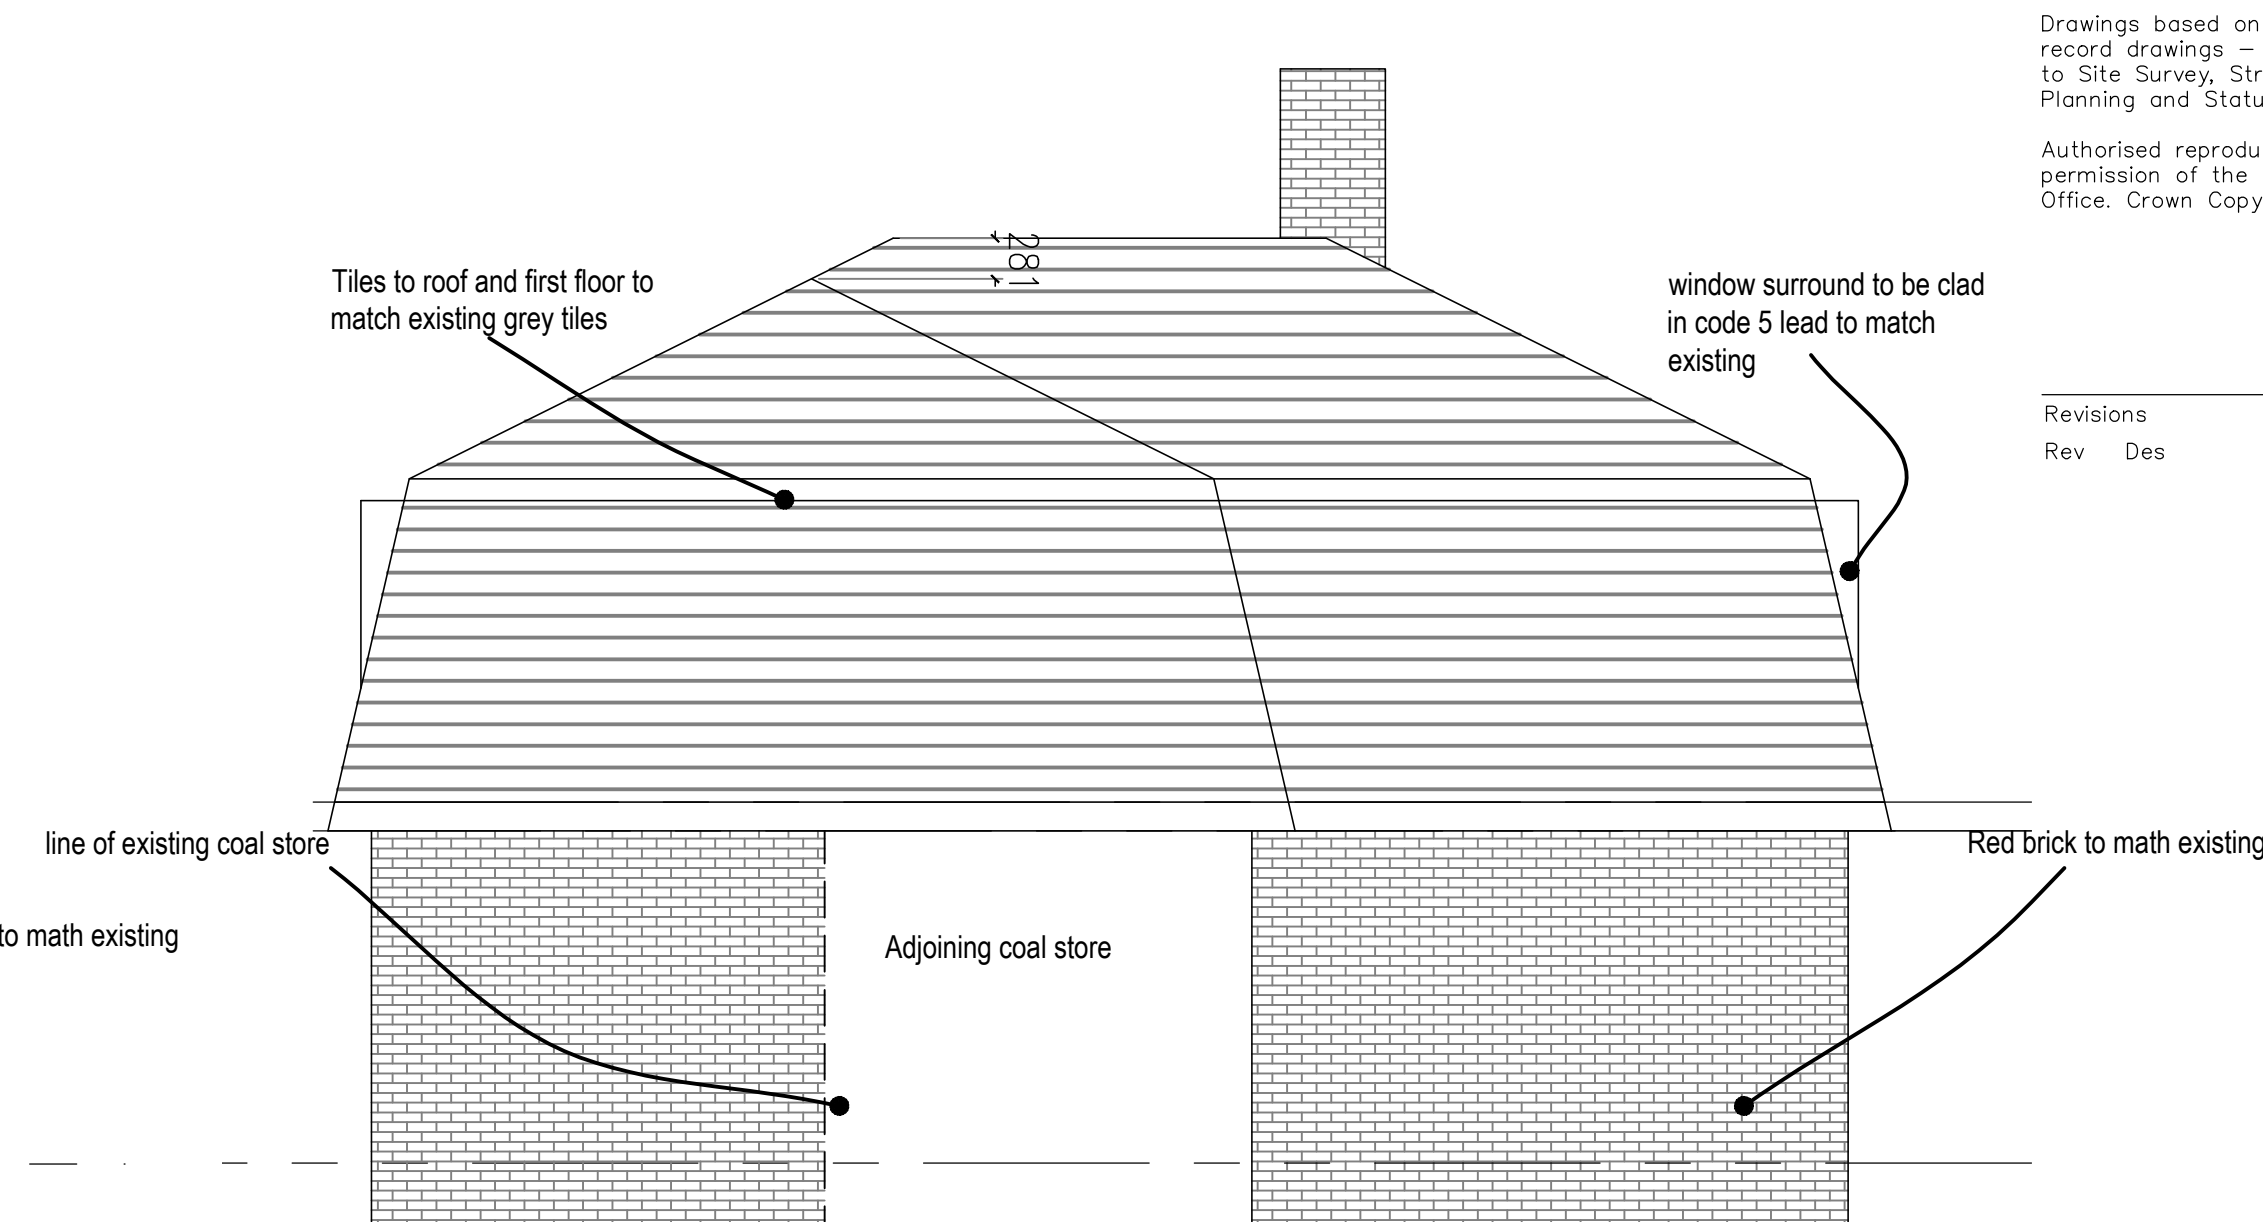 Drawings based on
record drawings –
to Site Survey, Str
Planning and Statu
Authorised reprodu
permission of the
Office. Crown Copy
281
Tiles to roof and first floor to
match existing grey tiles
window surround to be clad
in code 5 lead to match
existing
Revisions
Rev Des
line of existing coal store
Red brick to math existing
to math existing
Adjoining coal store